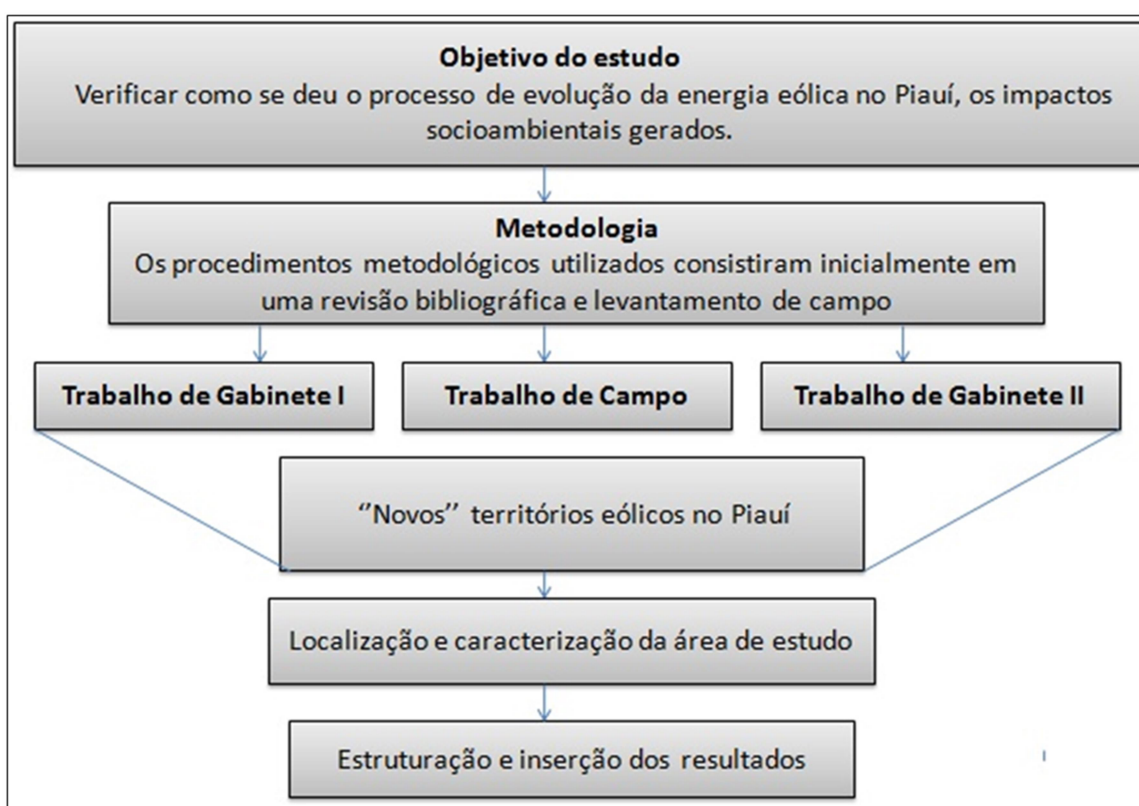 Objetivo do estudo
Verificar como se deu o processo de evolução da energia eólica no Piauí, os impactos
socioambientais gerados.
Metodologia
Os procedimentos metodológicos utilizados consistiram inicialmente em
uma revisão bibliográfica e levantamento de campo
Trabalho de Gabinete I
Trabalho de Campo
Trabalho de Gabinete II
‘’Novos’’ territórios eólicos no Piauí
Localização e caracterização da área de estudo
Estruturação e inserção dos resultados